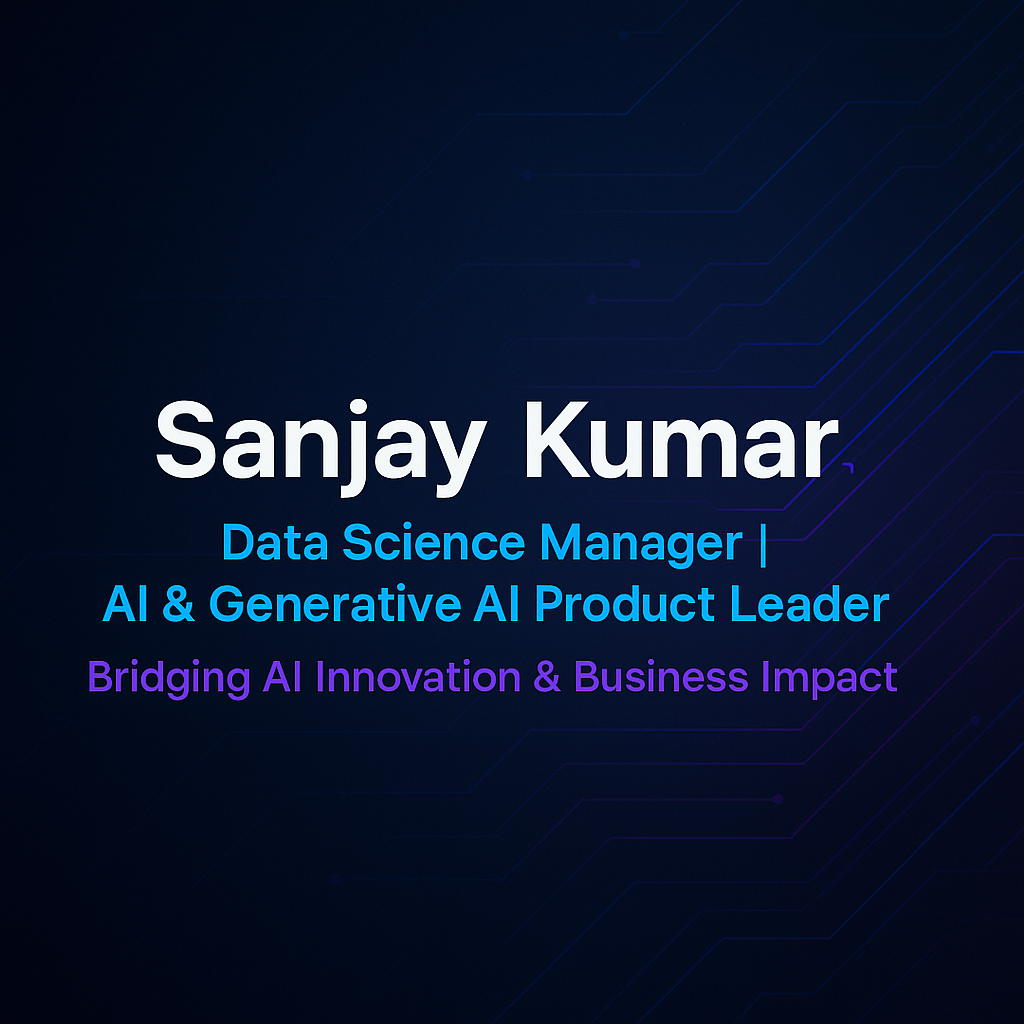 Sanjay Kumar
Data Science Manager |
AI & Generative AI Product Leader
Bridging AI Innovation & Business Impact